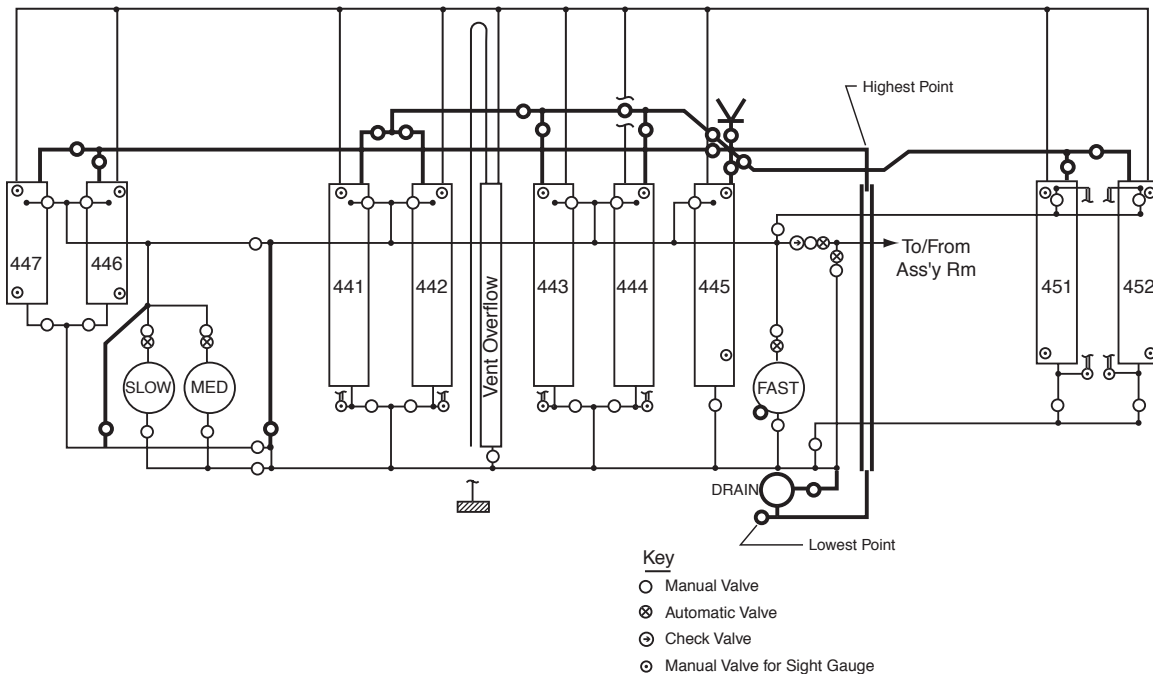 Highest Point
To/From
Ass'y Rm
447
446
441
442
443
444
445
451
452
Vent Overflow
SLOW
MED
FAST
DRAIN
Lowest Point
Key
Manual Valve
Automatic Valve
Check Valve
Manual Valve for Sight Gauge